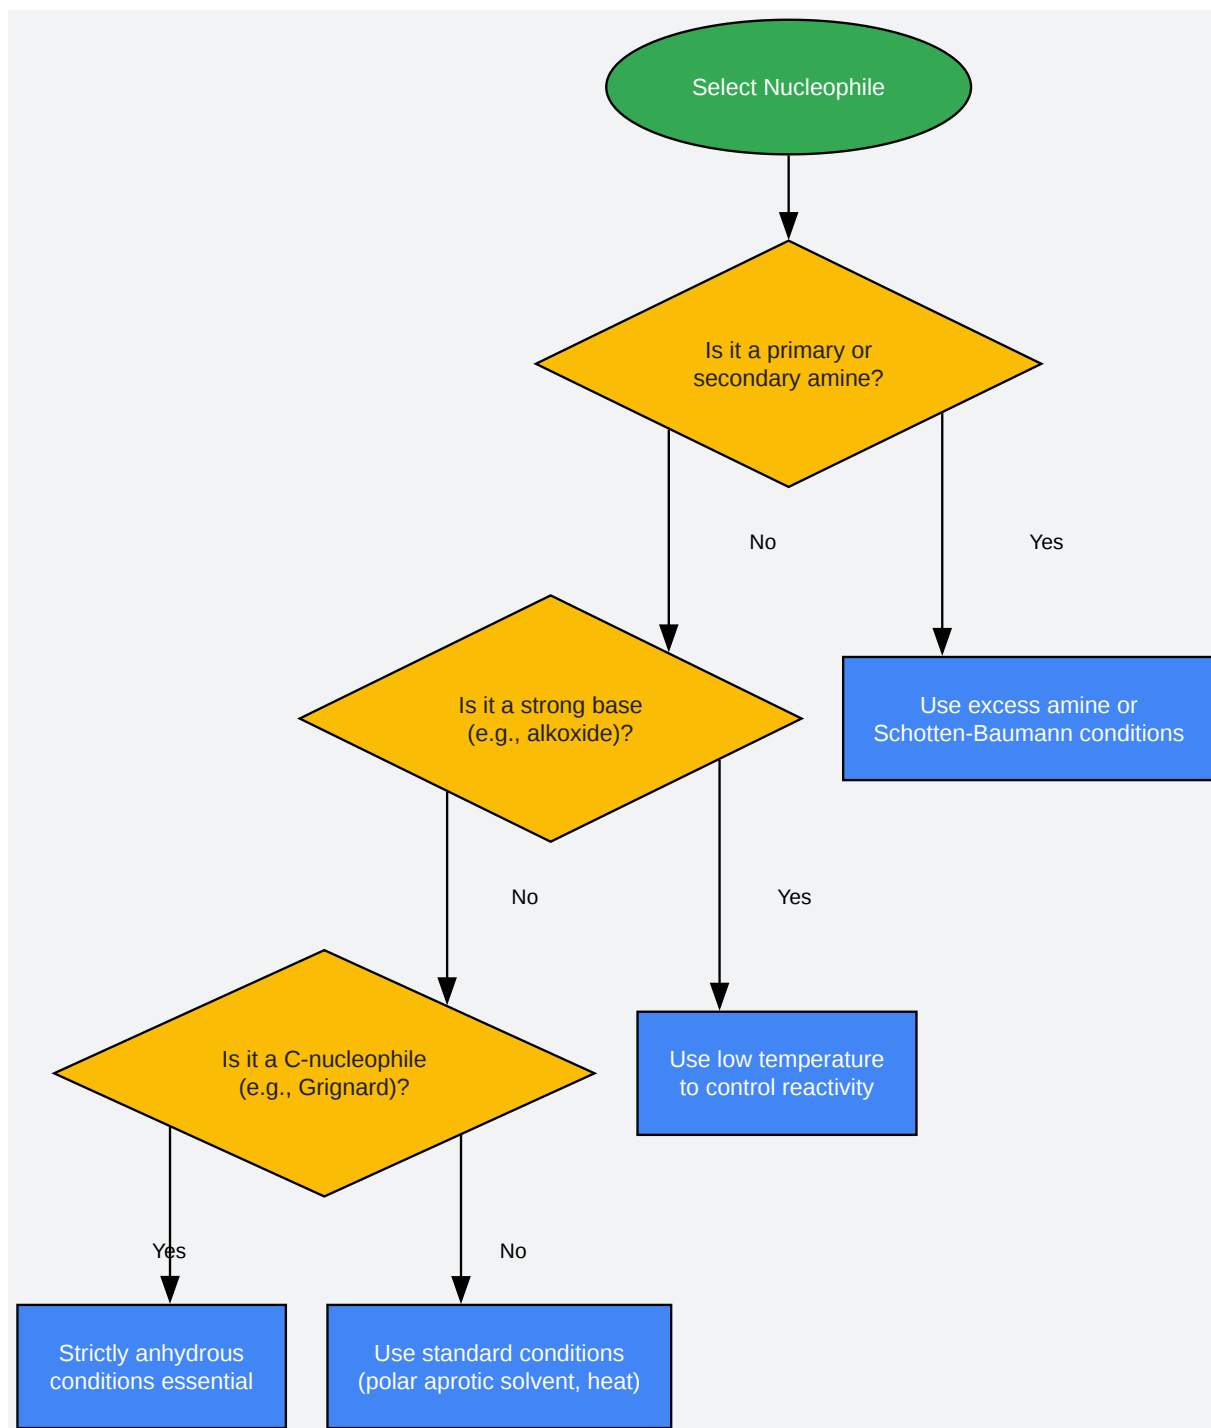 Select Nucleophile
Is it a primary or
secondary amine?
No
Yes
Is it a strong base
(e.g., alkoxide)?
Use excess amine or
Schotten-Baumann conditions
No
Yes
Is it a C-nucleophile
(e.g., Grignard)?
Use low temperature
to control reactivity
Yes
No
Strictly anhydrous
conditions essential
Use standard conditions
(polar aprotic solvent, heat)